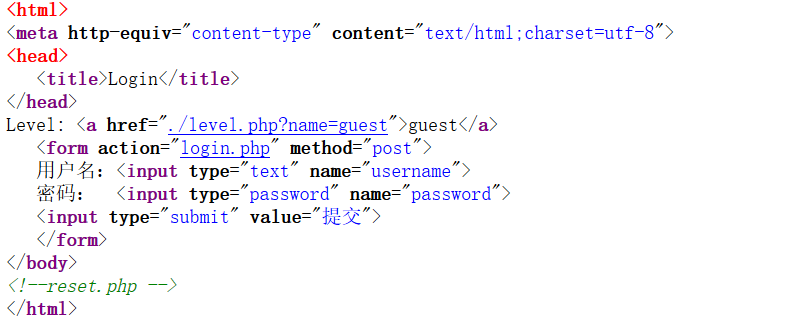 <html>
<meta http-equiv="content-type" content="text/html;charset=utf-8">
<head>
   <title>Login</title>
</head>
Level: <a href="./level.php?name=guest">guest</a>
   <form action="login.php" method="post">
   用户名：<input type="text" name="username">
   密码：  <input type="password" name="password">
   <input type="submit" value="提交">
   </form>
</body>
<!--reset.php -->
</html>